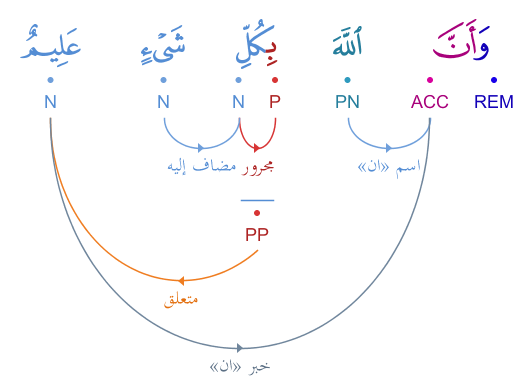 وَأَنَّ ٱللَّهَ بِكُلِّ شَىْءٍ عَلِيمٌۢ
REM ACC PN P N N N
اسم «ان» مجرور مضاف إليه
PP
متعلق
خبر «ان»